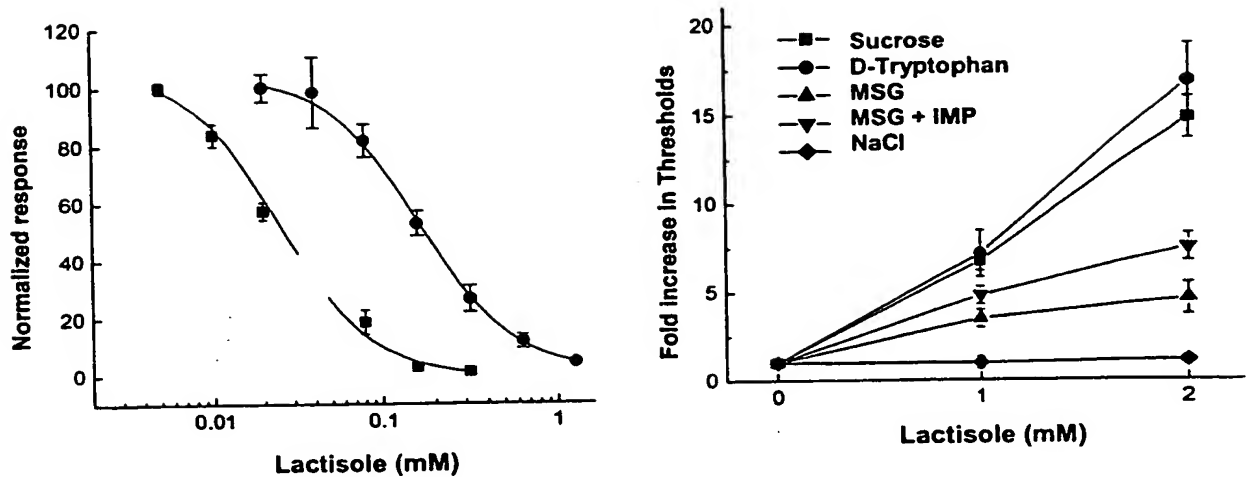 120
100
80
60
40
20
0
Normalized response
0.01
0.1
1
Lactisole (mM)
20
15
10
5
0
Fold Increase in Thresholds
Sucrose
D-Tryptophan
MSG
MSG + IMP
NaCl
0
1
2
Lactisole (mM)